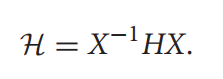 ℋ = X⁻¹HX.